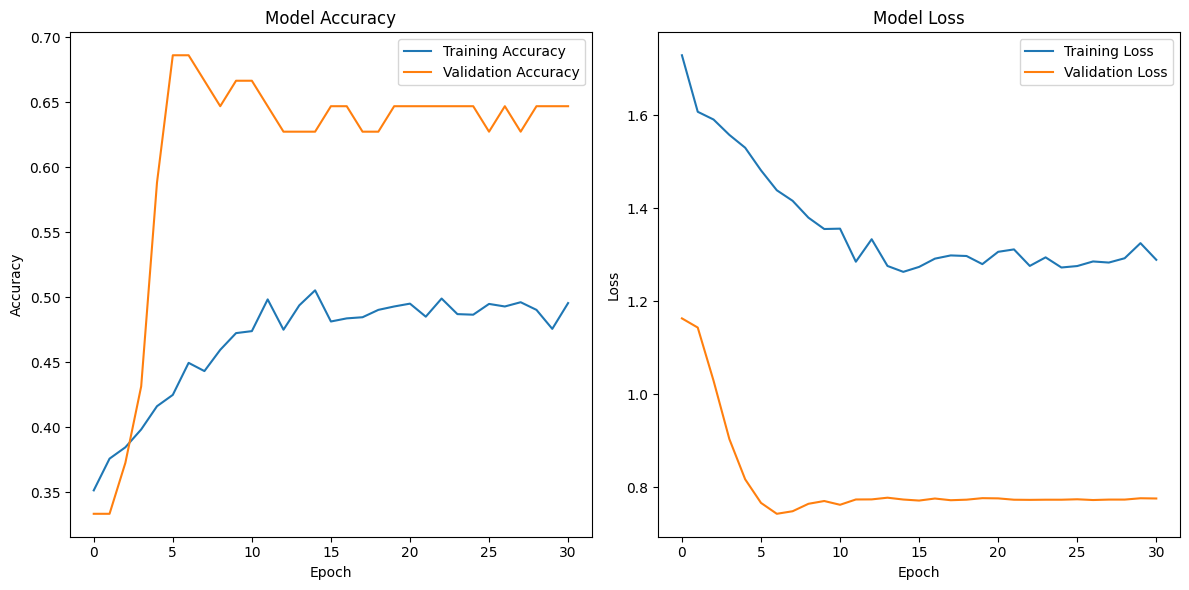 Model Accuracy
Training Accuracy
Validation Accuracy
0.70
0.65
0.60
0.55
0.50
0.45
0.40
0.35
Accuracy
0 5 10 15 20 25 30
Epoch
Model Loss
Training Loss
Validation Loss
1.6
1.4
1.2
1.0
0.8
Loss
0 5 10 15 20 25 30
Epoch